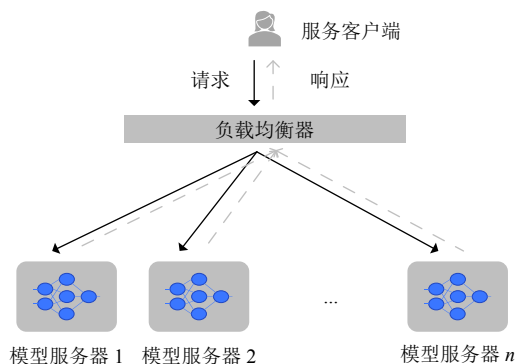 服务客户端
请求
响应
负载均衡器
...
模型服务器 1
模型服务器 2
模型服务器 n